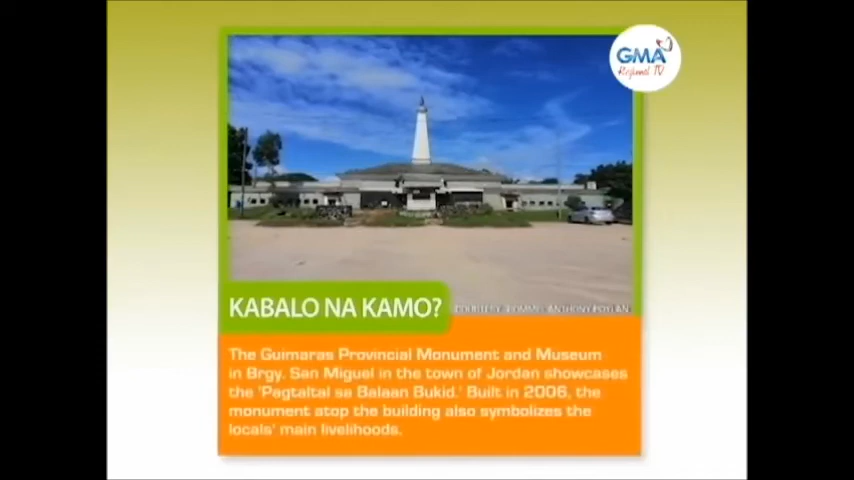 GMA
Regional TV
KABALO NA KAMO?
COURTESY:
ANTHONY
The Guimaras Provincial Monument and Museum
in Brgy. San Miguel in the town of Jordan showcases
the 'Pagtaltal sa Balaan Bukid.' Built in 2006, the
monument atop the building also symbolizes the
locals' main livelihoods.